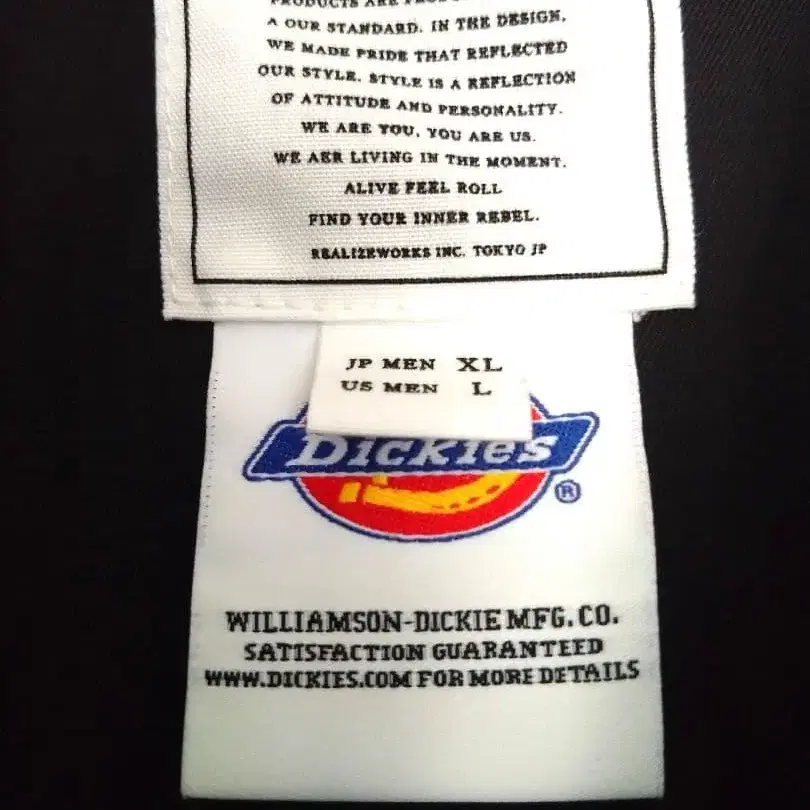 PRODUCTS ARE
A OUR STANDARD. IN THE DESIGN,
WE MADE PRIDE THAT REFLECTED
OUR STYLE. STYLE IS A REFLECTION
OF ATTITUDE AND PERSONALITY.
WE ARE YOU, YOU ARE US.
WE AER LIVING IN THE MOMENT.
ALIVE FEEL ROLL
FIND YOUR INNER REBEL.
REALIZEWORKS INC. TOKYO JP
JP MEN XL
US MEN L
Dickies
®
WILLIAMSON-DICKIE MFG. CO.
SATISFACTION GUARANTEED
WWW.DICKIES.COM FOR MORE DETAILS